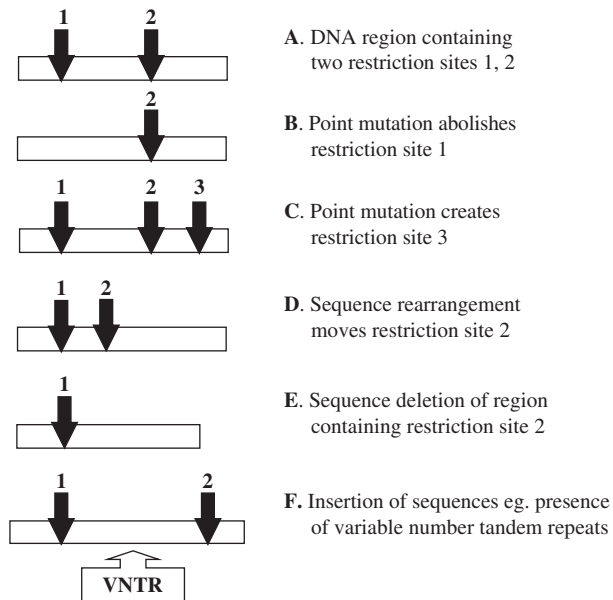 1 2
A. DNA region containing
two restriction sites 1, 2
2
B. Point mutation abolishes
restriction site 1
1 2 3
C. Point mutation creates
restriction site 3
1 2
D. Sequence rearrangement
moves restriction site 2
1
E. Sequence deletion of region
containing restriction site 2
1 2
F. Insertion of sequences eg. presence
of variable number tandem repeats
VNTR